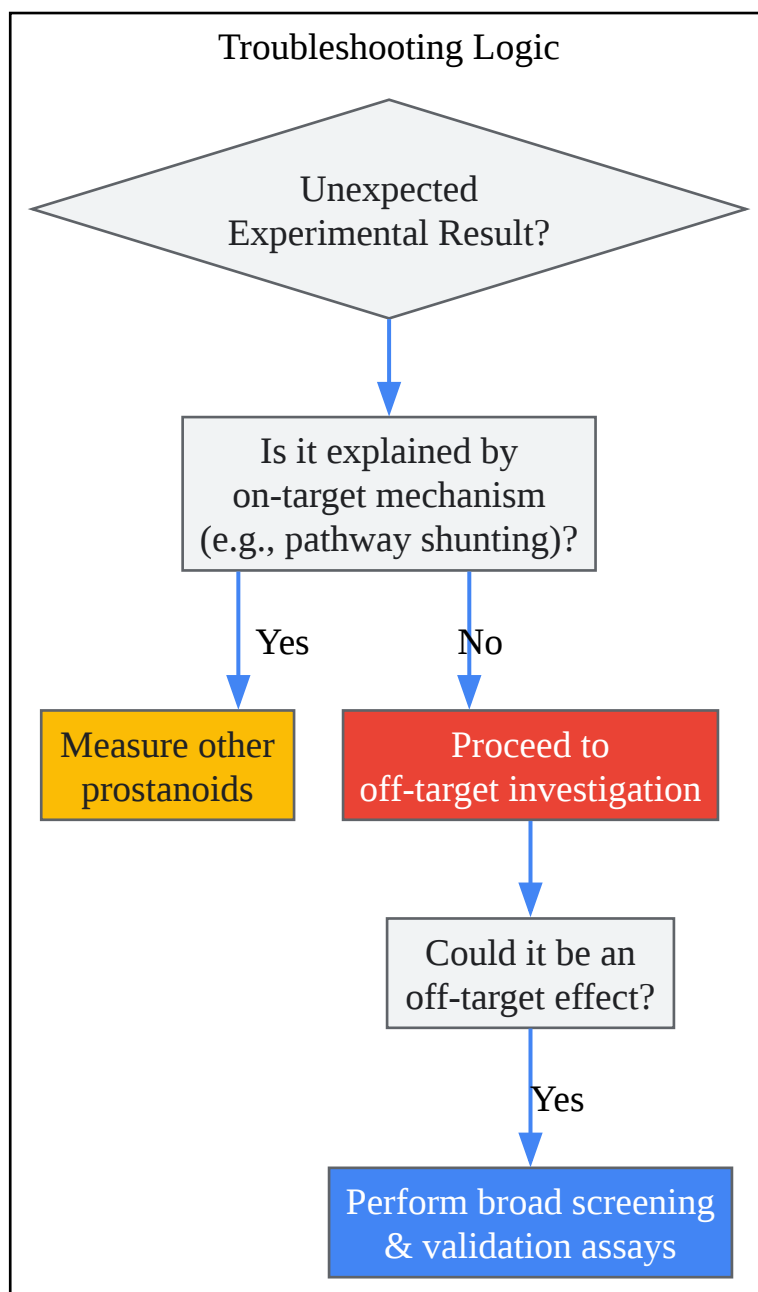 Troubleshooting Logic
Unexpected
Experimental Result?
Is it explained by
on-target mechanism
(e.g., pathway shunting)?
Yes
No
Measure other
prostanoids
Proceed to
off-target investigation
Could it be an
off-target effect?
Yes
Perform broad screening
& validation assays